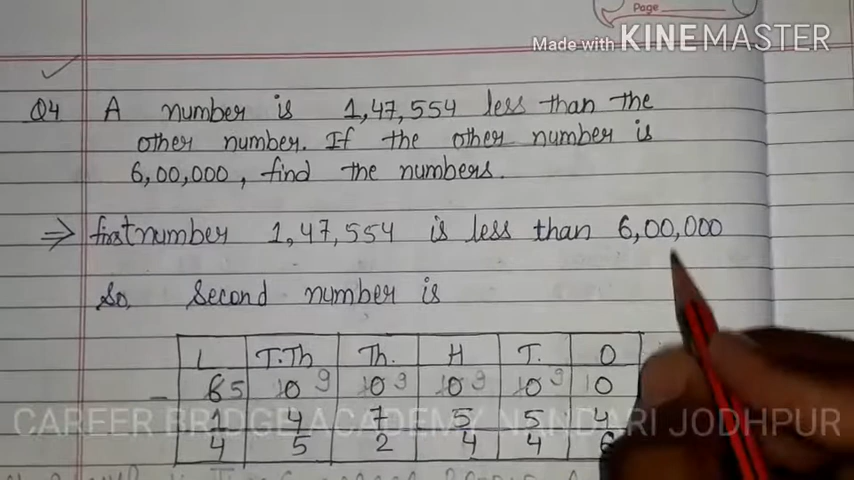 Page
Made with KINEMASTER
Q4 A number is 1,47,554 less than the
other number. If the other number is
6,00,000, find the numbers.
⇒ first number 1,47,554 is less than 6,00,000
So, Second number is
L T.Th Th. H T. O
- 6 5 10 9 10 9 10 9 10 9 10
1 4 7 5 5 4
4 5 2 4 4 6
CAREER BRIDGE ACADEMY NANDARI JODHPUR